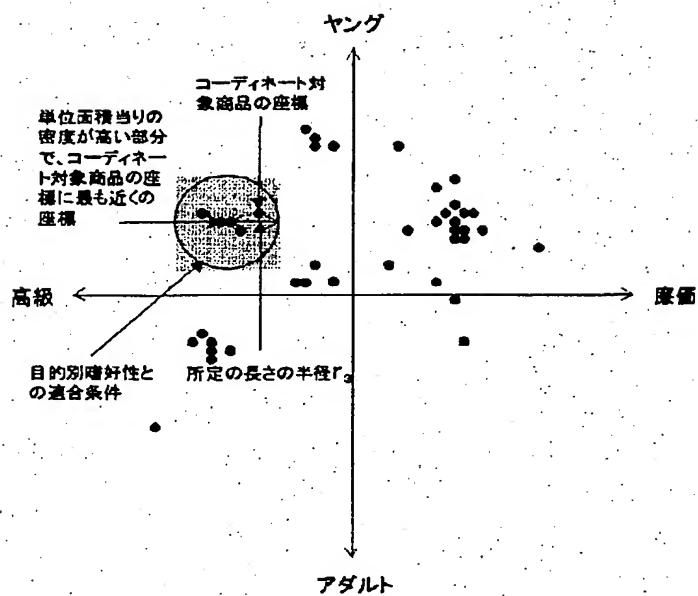 ヤング
コーディネート対
象商品の座標
単位面積当りの
密度が高い部分
で、コーディネー
ト対象商品の座
標に最も近くの
座標
高級
廉価
目的別嗜好性と
の適合条件
所定の長さの半径r₃
アダルト